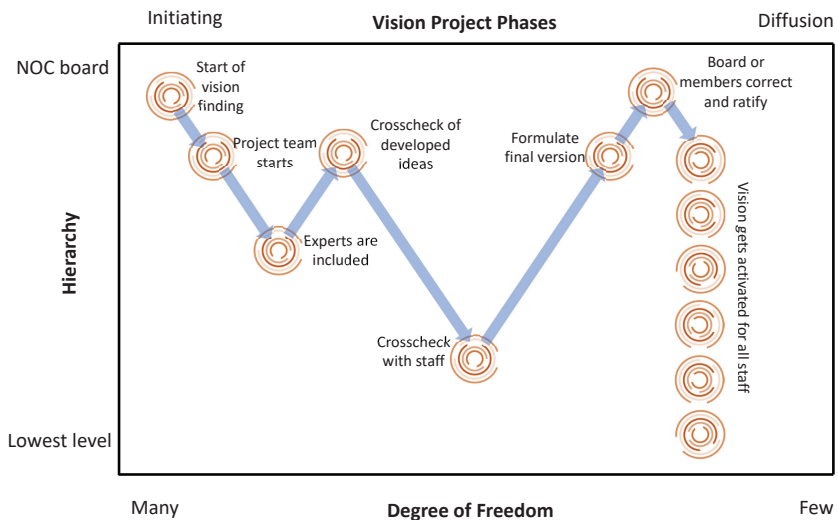 Initiating
Vision Project Phases
Diffusion
NOC board
Start of
vision
finding
Board or
members correct
and ratify
Project team
starts
Crosscheck of
developed
ideas
Formulate
final version
Experts are
included
Hierarchy
Vision gets activated for all staff
Crosscheck
with staff
Lowest level
Many
Degree of Freedom
Few